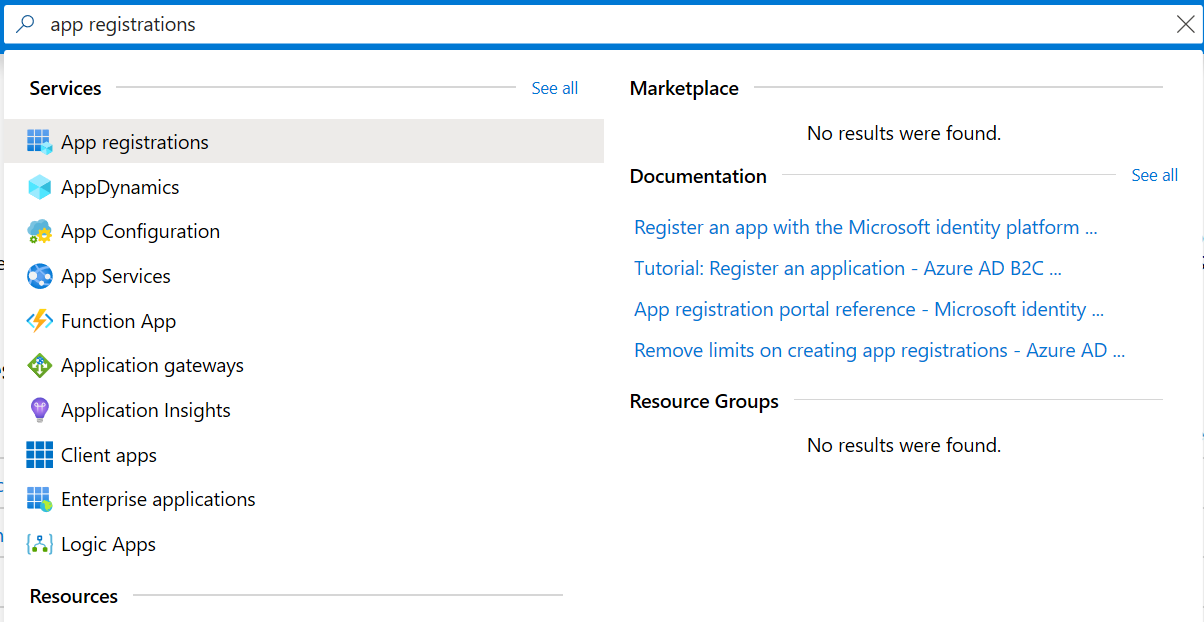 app registrations
Services
See all
App registrations
AppDynamics
App Configuration
App Services
Function App
Application gateways
Application Insights
Client apps
Enterprise applications
Logic Apps
Resources
Marketplace
No results were found.
Documentation
See all
Register an app with the Microsoft identity platform ...
Tutorial: Register an application - Azure AD B2C ...
App registration portal reference - Microsoft identity ...
Remove limits on creating app registrations - Azure AD ...
Resource Groups
No results were found.